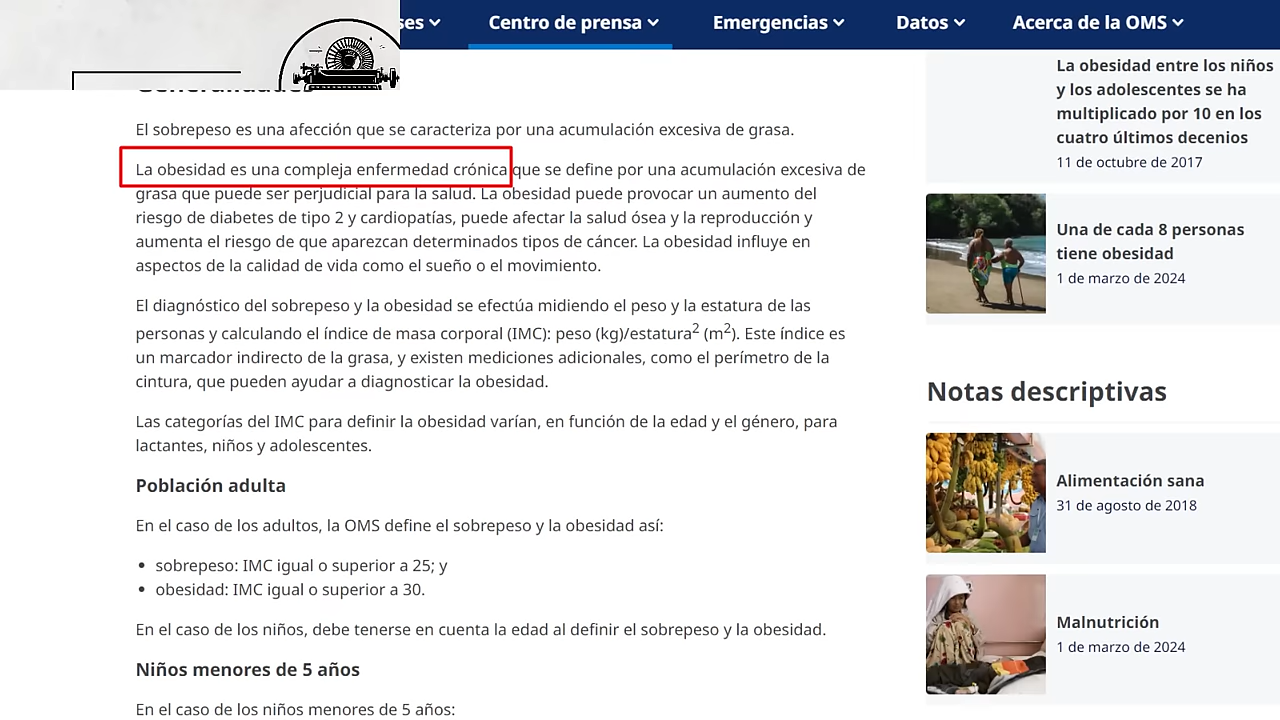 Centro de prensa
Emergencias
Datos
Acerca de la OMS
El sobrepeso es una afección que se caracteriza por una acumulación excesiva de grasa.
La obesidad es una compleja enfermedad crónica que se define por una acumulación excesiva de
grasa que puede ser perjudicial para la salud. La obesidad puede provocar un aumento del
riesgo de diabetes de tipo 2 y cardiopatías, puede afectar la salud ósea y la reproducción y
aumenta el riesgo de que aparezcan determinados tipos de cáncer. La obesidad influye en
aspectos de la calidad de vida como el sueño o el movimiento.
El diagnóstico del sobrepeso y la obesidad se efectúa midiendo el peso y la estatura de las
personas y calculando el índice de masa corporal (IMC): peso (kg)/estatura² (m²). Este índice es
un marcador indirecto de la grasa, y existen mediciones adicionales, como el perímetro de la
cintura, que pueden ayudar a diagnosticar la obesidad.
Las categorías del IMC para definir la obesidad varían, en función de la edad y el género, para
lactantes, niños y adolescentes.
Población adulta
En el caso de los adultos, la OMS define el sobrepeso y la obesidad así:
• sobrepeso: IMC igual o superior a 25; y
• obesidad: IMC igual o superior a 30.
En el caso de los niños, debe tenerse en cuenta la edad al definir el sobrepeso y la obesidad.
Niños menores de 5 años
En el caso de los niños menores de 5 años:
La obesidad entre los niños
y los adolescentes se ha
multiplicado por 10 en los
cuatro últimos decenios
11 de octubre de 2017
Una de cada 8 personas
tiene obesidad
1 de marzo de 2024
Notas descriptivas
Alimentación sana
31 de agosto de 2018
Malnutrición
1 de marzo de 2024